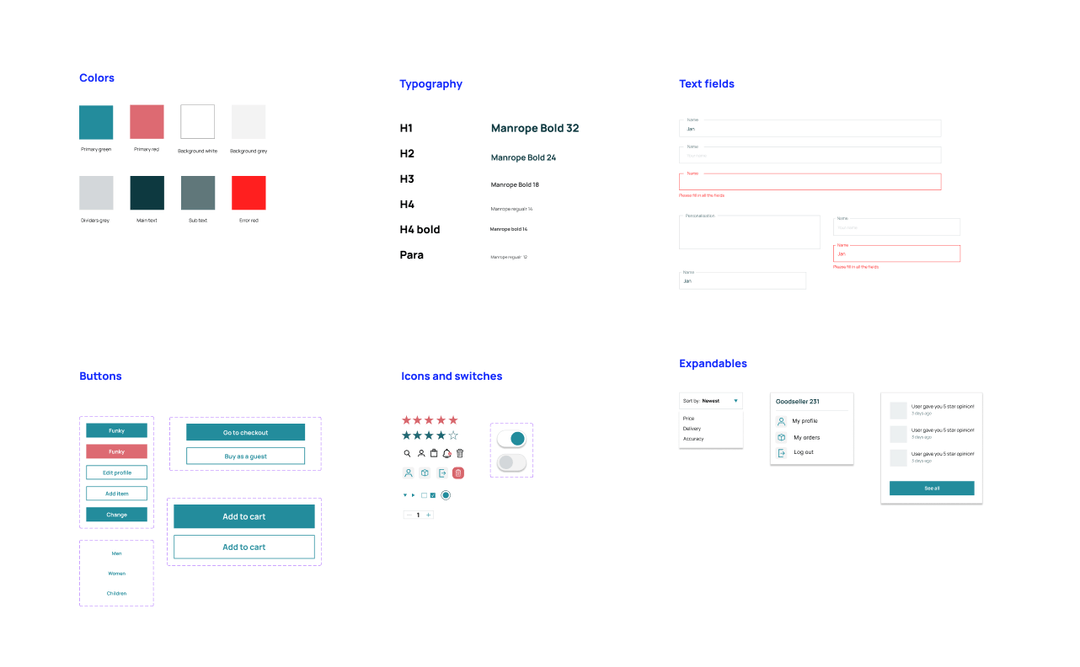 Colors
Primary green
Primary red
Background white
Background grey
Dividers grey
Main text
Sub text
Error red
Typography
H1 Manrope Bold 32
H2 Manrope Bold 24
H3 Manrope Bold 18
H4 Manrope regualr 14
H4 bold Manrope bold 14
Para Manrope regualr 12
Text fields
Name
Jan
Name
Your name
Name
Please fill in all the fields
Personalisation
Name
Your name
Name
Jan
Please fill in all the fields
Name
Jan
Buttons
Funky
Funky
Edit profile
Add item
Change
Go to checkout
Buy as a guest
Add to cart
Add to cart
Men
Women
Children
Icons and switches
1
Expandables
Sort by: Newest
Price
Delivery
Accuracy
Goodseller 231
My profile
My orders
Log out
User gave you 5 star opinion!
3 days ago
User gave you 5 star opinion!
3 days ago
User gave you 5 star opinion!
3 days ago
See all